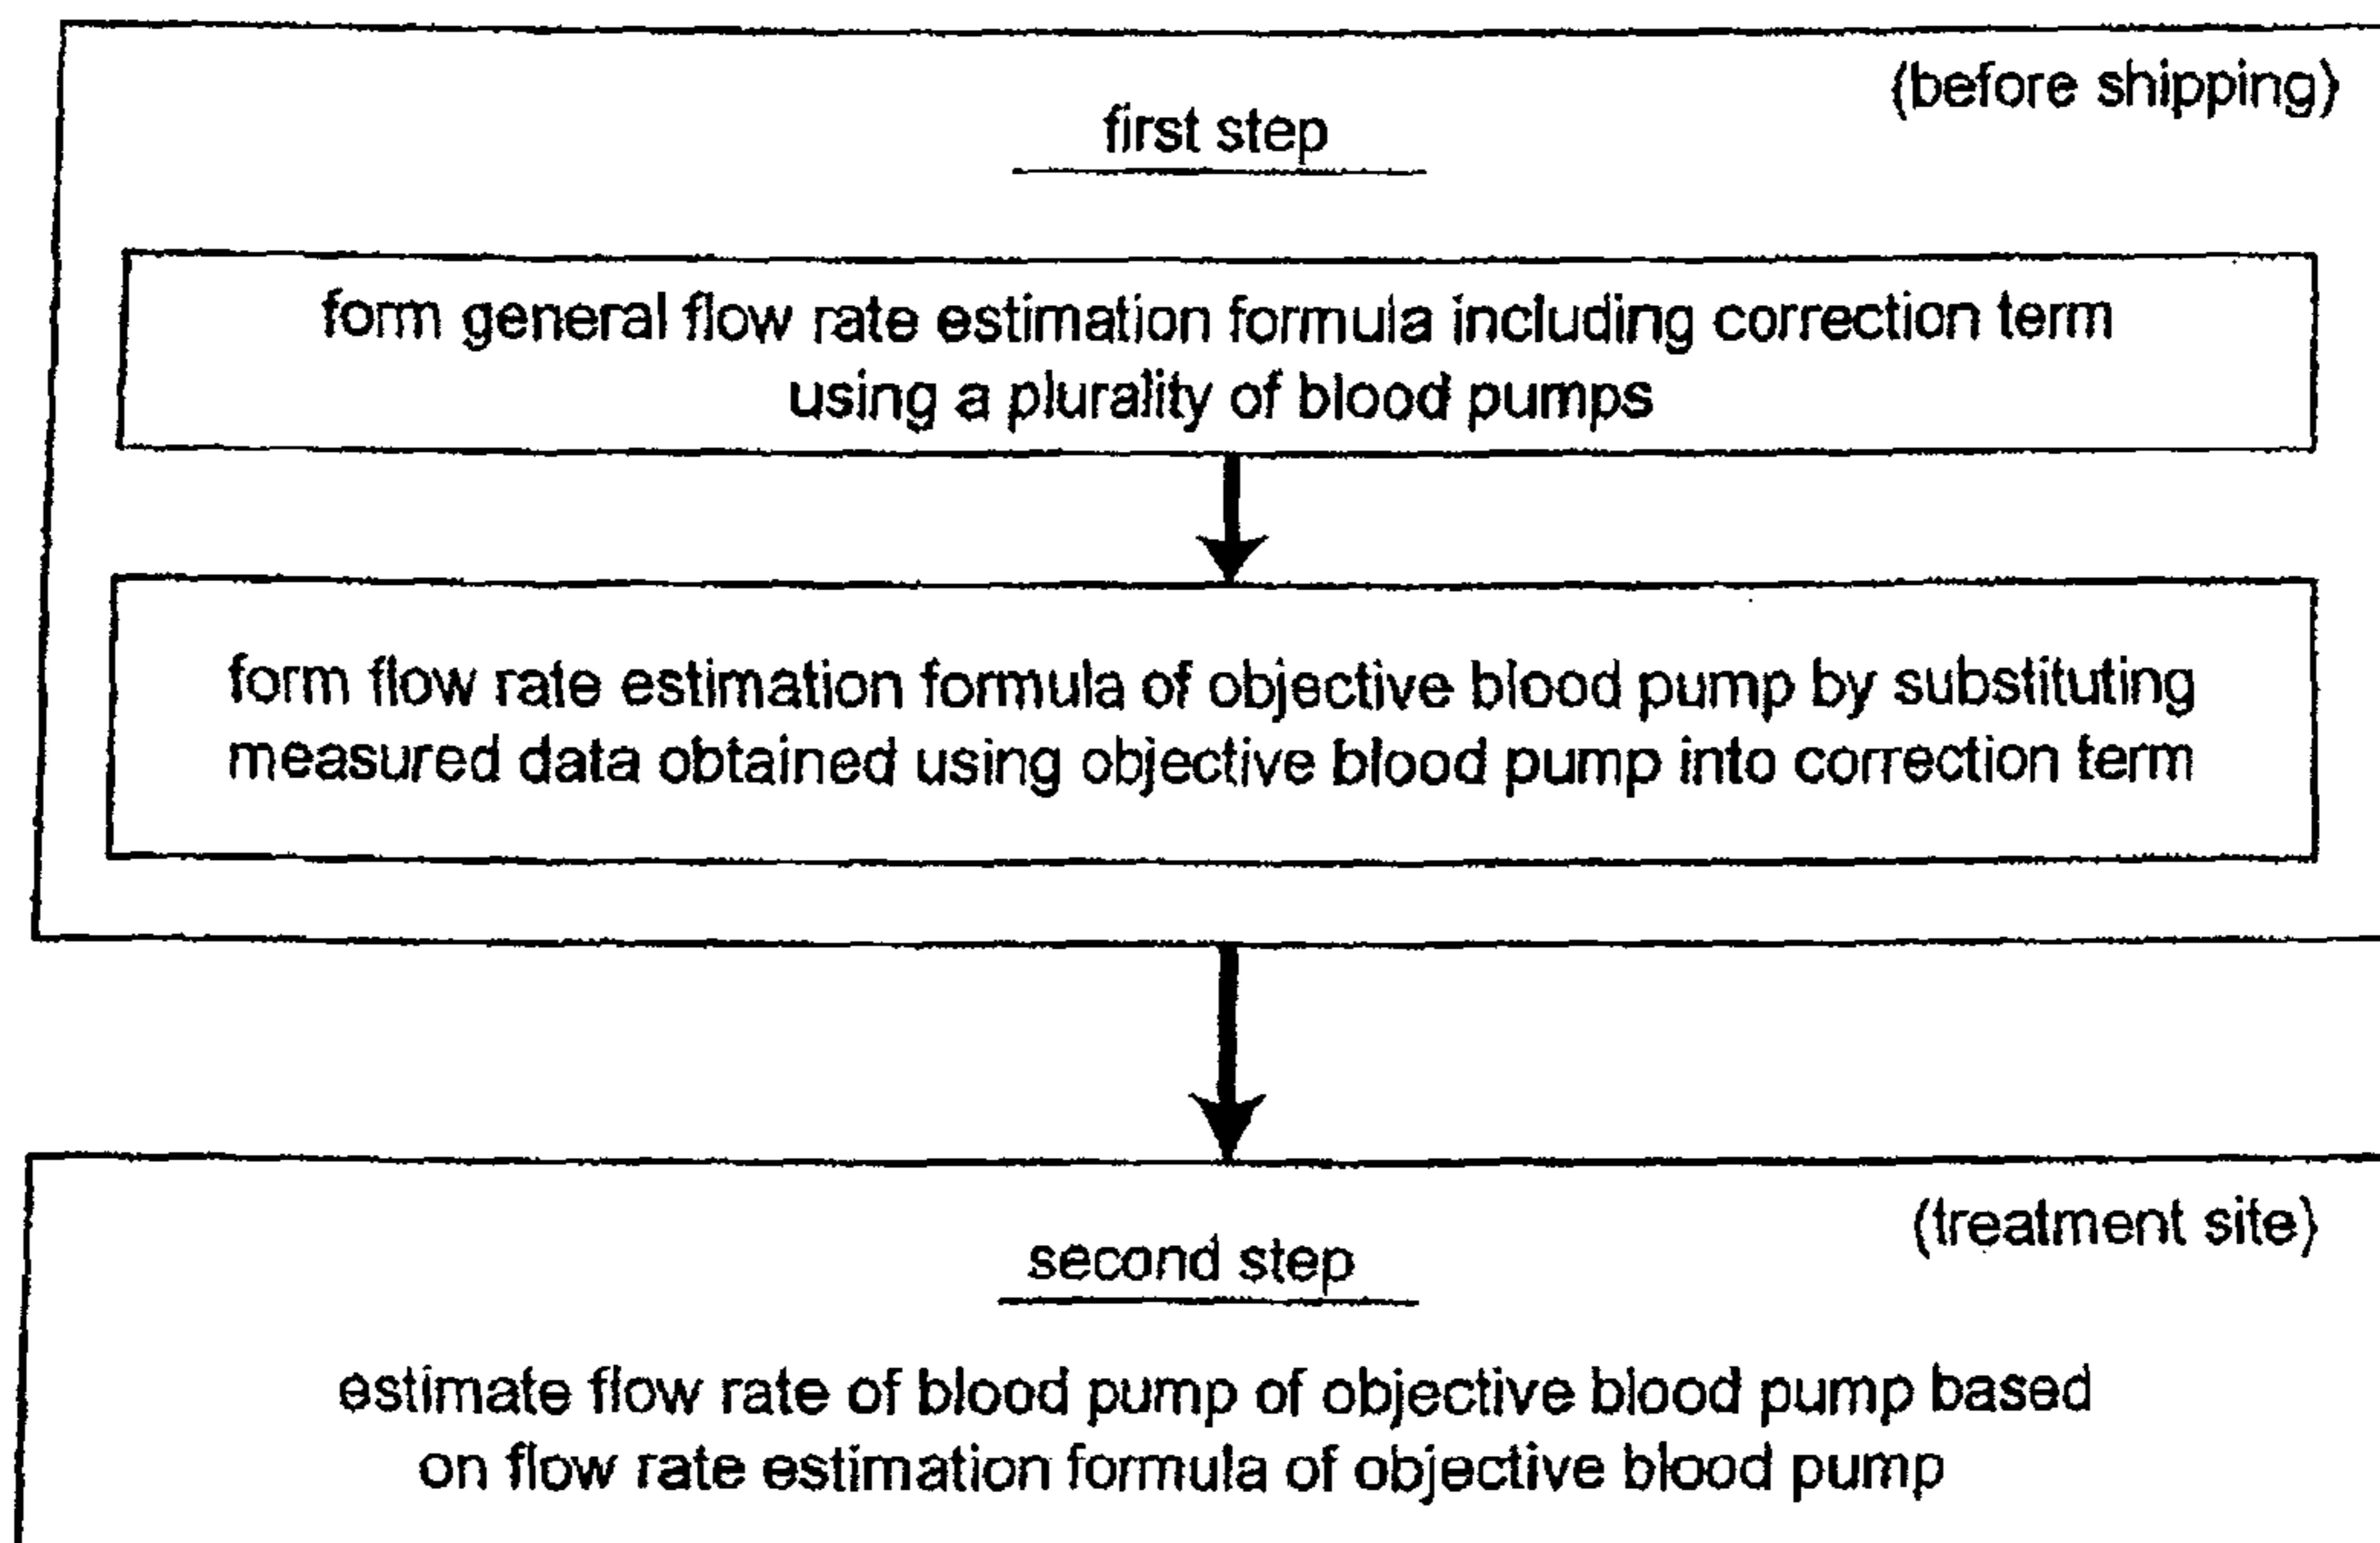 (before shipping)
first step
form general flow rate estimation formula including correction term
using a plurality of blood pumps
form flow rate estimation formula of objective blood pump by substituting
measured data obtained using objective blood pump into correction term
(treatment site)
second step
estimate flow rate of blood pump of objective blood pump based
on flow rate estimation formula of objective blood pump